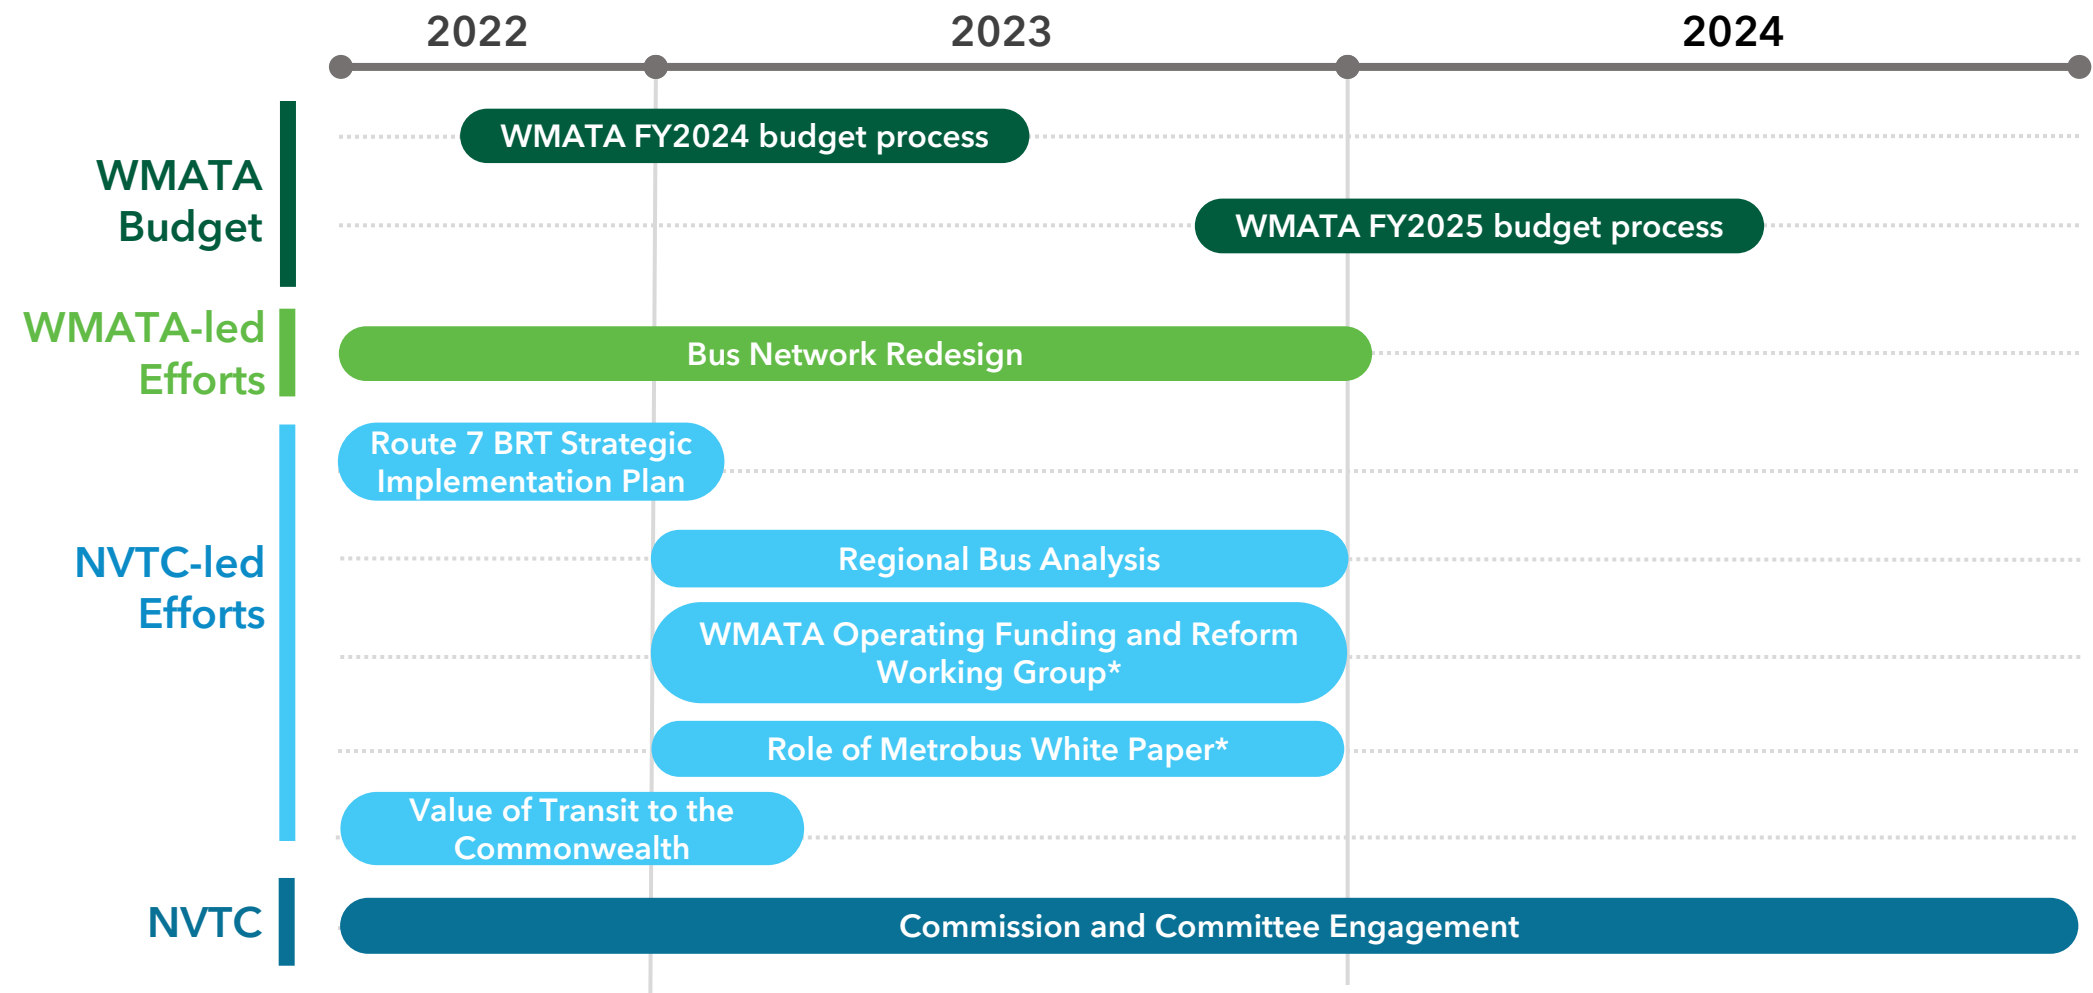 2022
2023
2024
WMATA
Budget
WMATA FY2024 budget process
WMATA FY2025 budget process
WMATA-led
Efforts
Bus Network Redesign
NVTC-led
Efforts
Route 7 BRT Strategic
Implementation Plan
Regional Bus Analysis
WMATA Operating Funding and Reform
Working Group*
Role of Metrobus White Paper*
Value of Transit to the
Commonwealth
NVTC
Commission and Committee Engagement